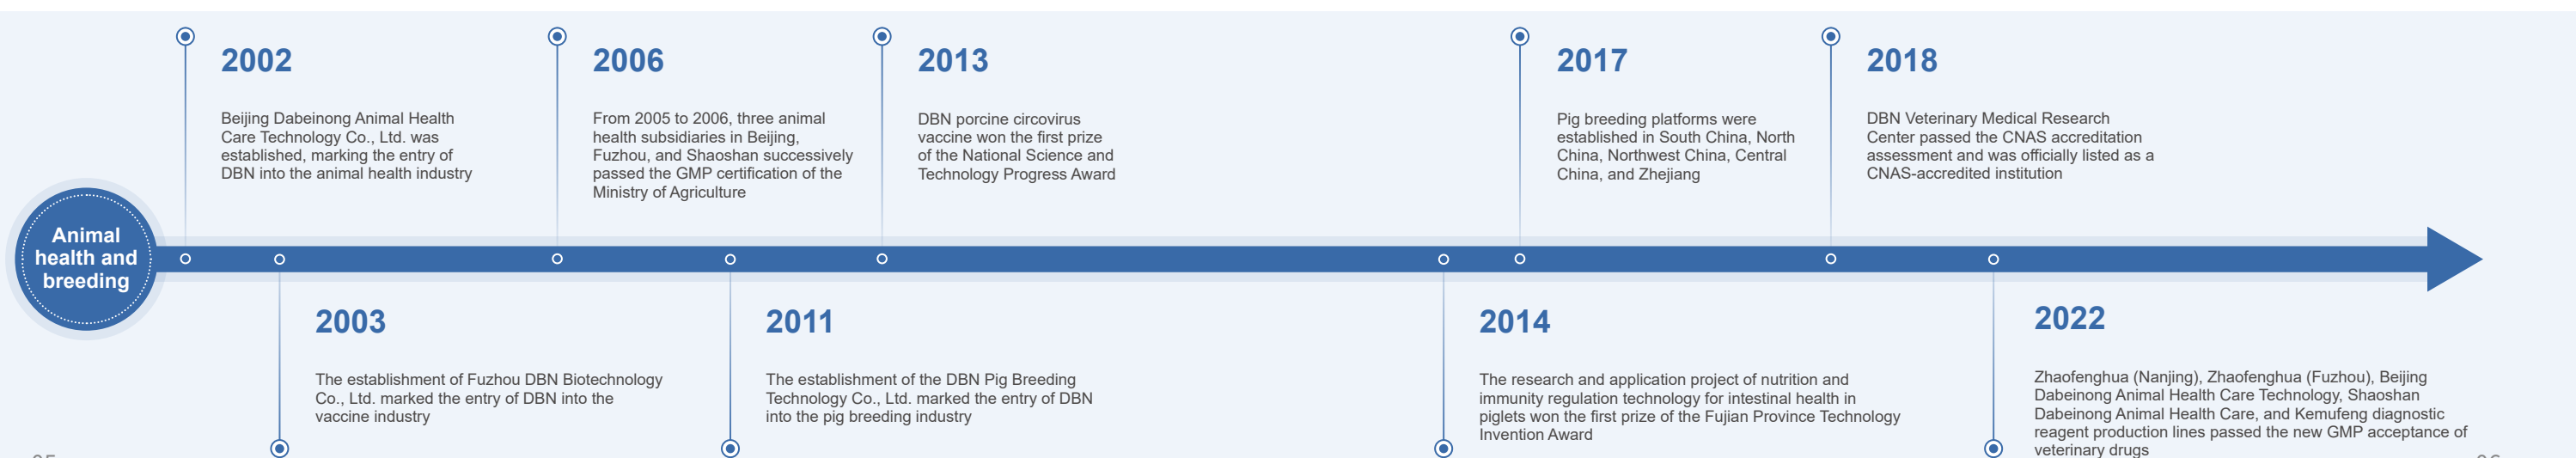 2002
Beijing Dabeinong Animal Health
Care Technology Co., Ltd. was
established, marking the entry of
DBN into the animal health industry
2006
From 2005 to 2006, three animal
health subsidiaries in Beijing,
Fuzhou, and Shaoshan successively
passed the GMP certification of the
Ministry of Agriculture
2013
DBN porcine circovirus
vaccine won the first prize
of the National Science and
Technology Progress Award
2017
Pig breeding platforms were
established in South China, North
China, Northwest China, Central
China, and Zhejiang
2018
DBN Veterinary Medical Research
Center passed the CNAS accreditation
assessment and was officially listed as a
CNAS-accredited institution
Animal
health and
breeding
2003
The establishment of Fuzhou DBN Biotechnology
Co., Ltd. marked the entry of DBN into the
vaccine industry
2011
The establishment of the DBN Pig Breeding
Technology Co., Ltd. marked the entry of DBN
into the pig breeding industry
2014
The research and application project of nutrition and
immunity regulation technology for intestinal health in
piglets won the first prize of the Fujian Province Technology
Invention Award
2022
Zhaofenghua (Nanjing), Zhaofenghua (Fuzhou), Beijing
Dabeinong Animal Health Care Technology, Shaoshan
Dabeinong Animal Health Care, and Kemufeng diagnostic
reagent production lines passed the new GMP acceptance of
veterinary drugs